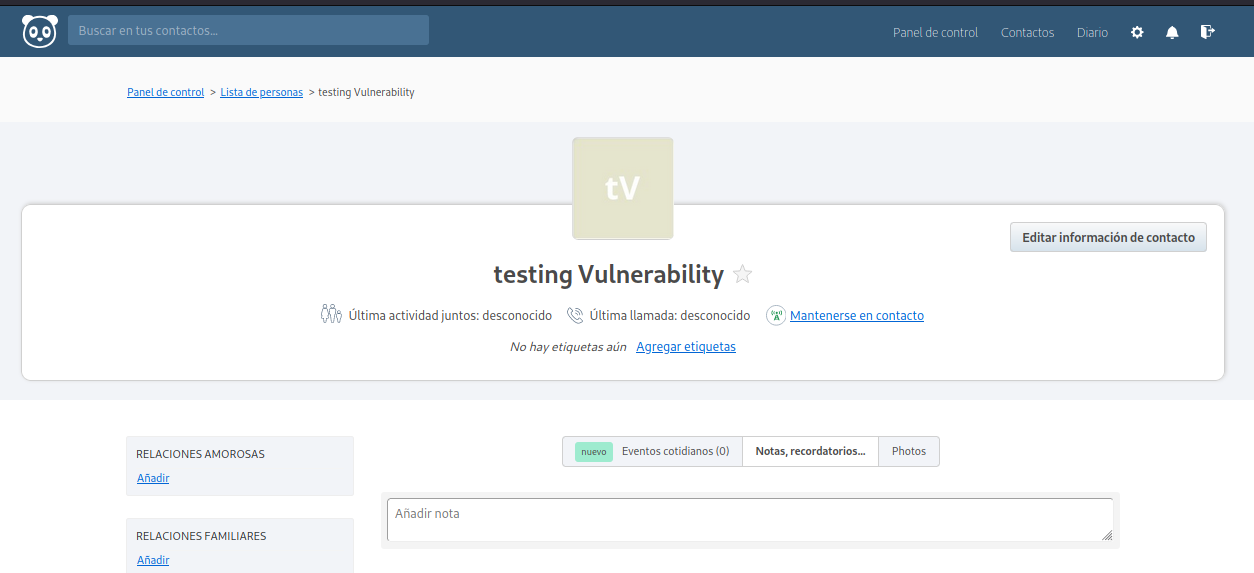 Buscar en tus contactos...
Panel de control Contactos Diario
Panel de control > Lista de personas > testing Vulnerability
tV
Editar información de contacto
testing Vulnerability
Última actividad juntos: desconocido Última llamada: desconocido Mantenerse en contacto
No hay etiquetas aún Agregar etiquetas
RELACIONES AMOROSAS
Añadir
RELACIONES FAMILIARES
Añadir
nuevo Eventos cotidianos (0) Notas, recordatorios... Photos
Añadir nota